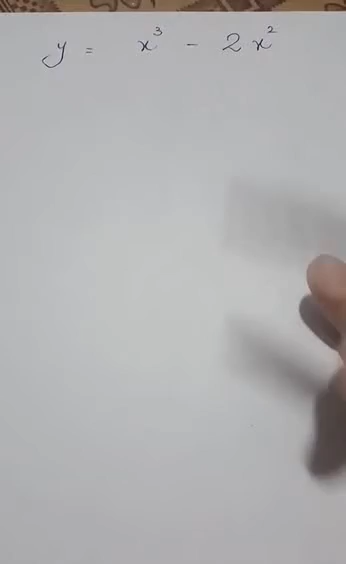 y = x³ - 2x²